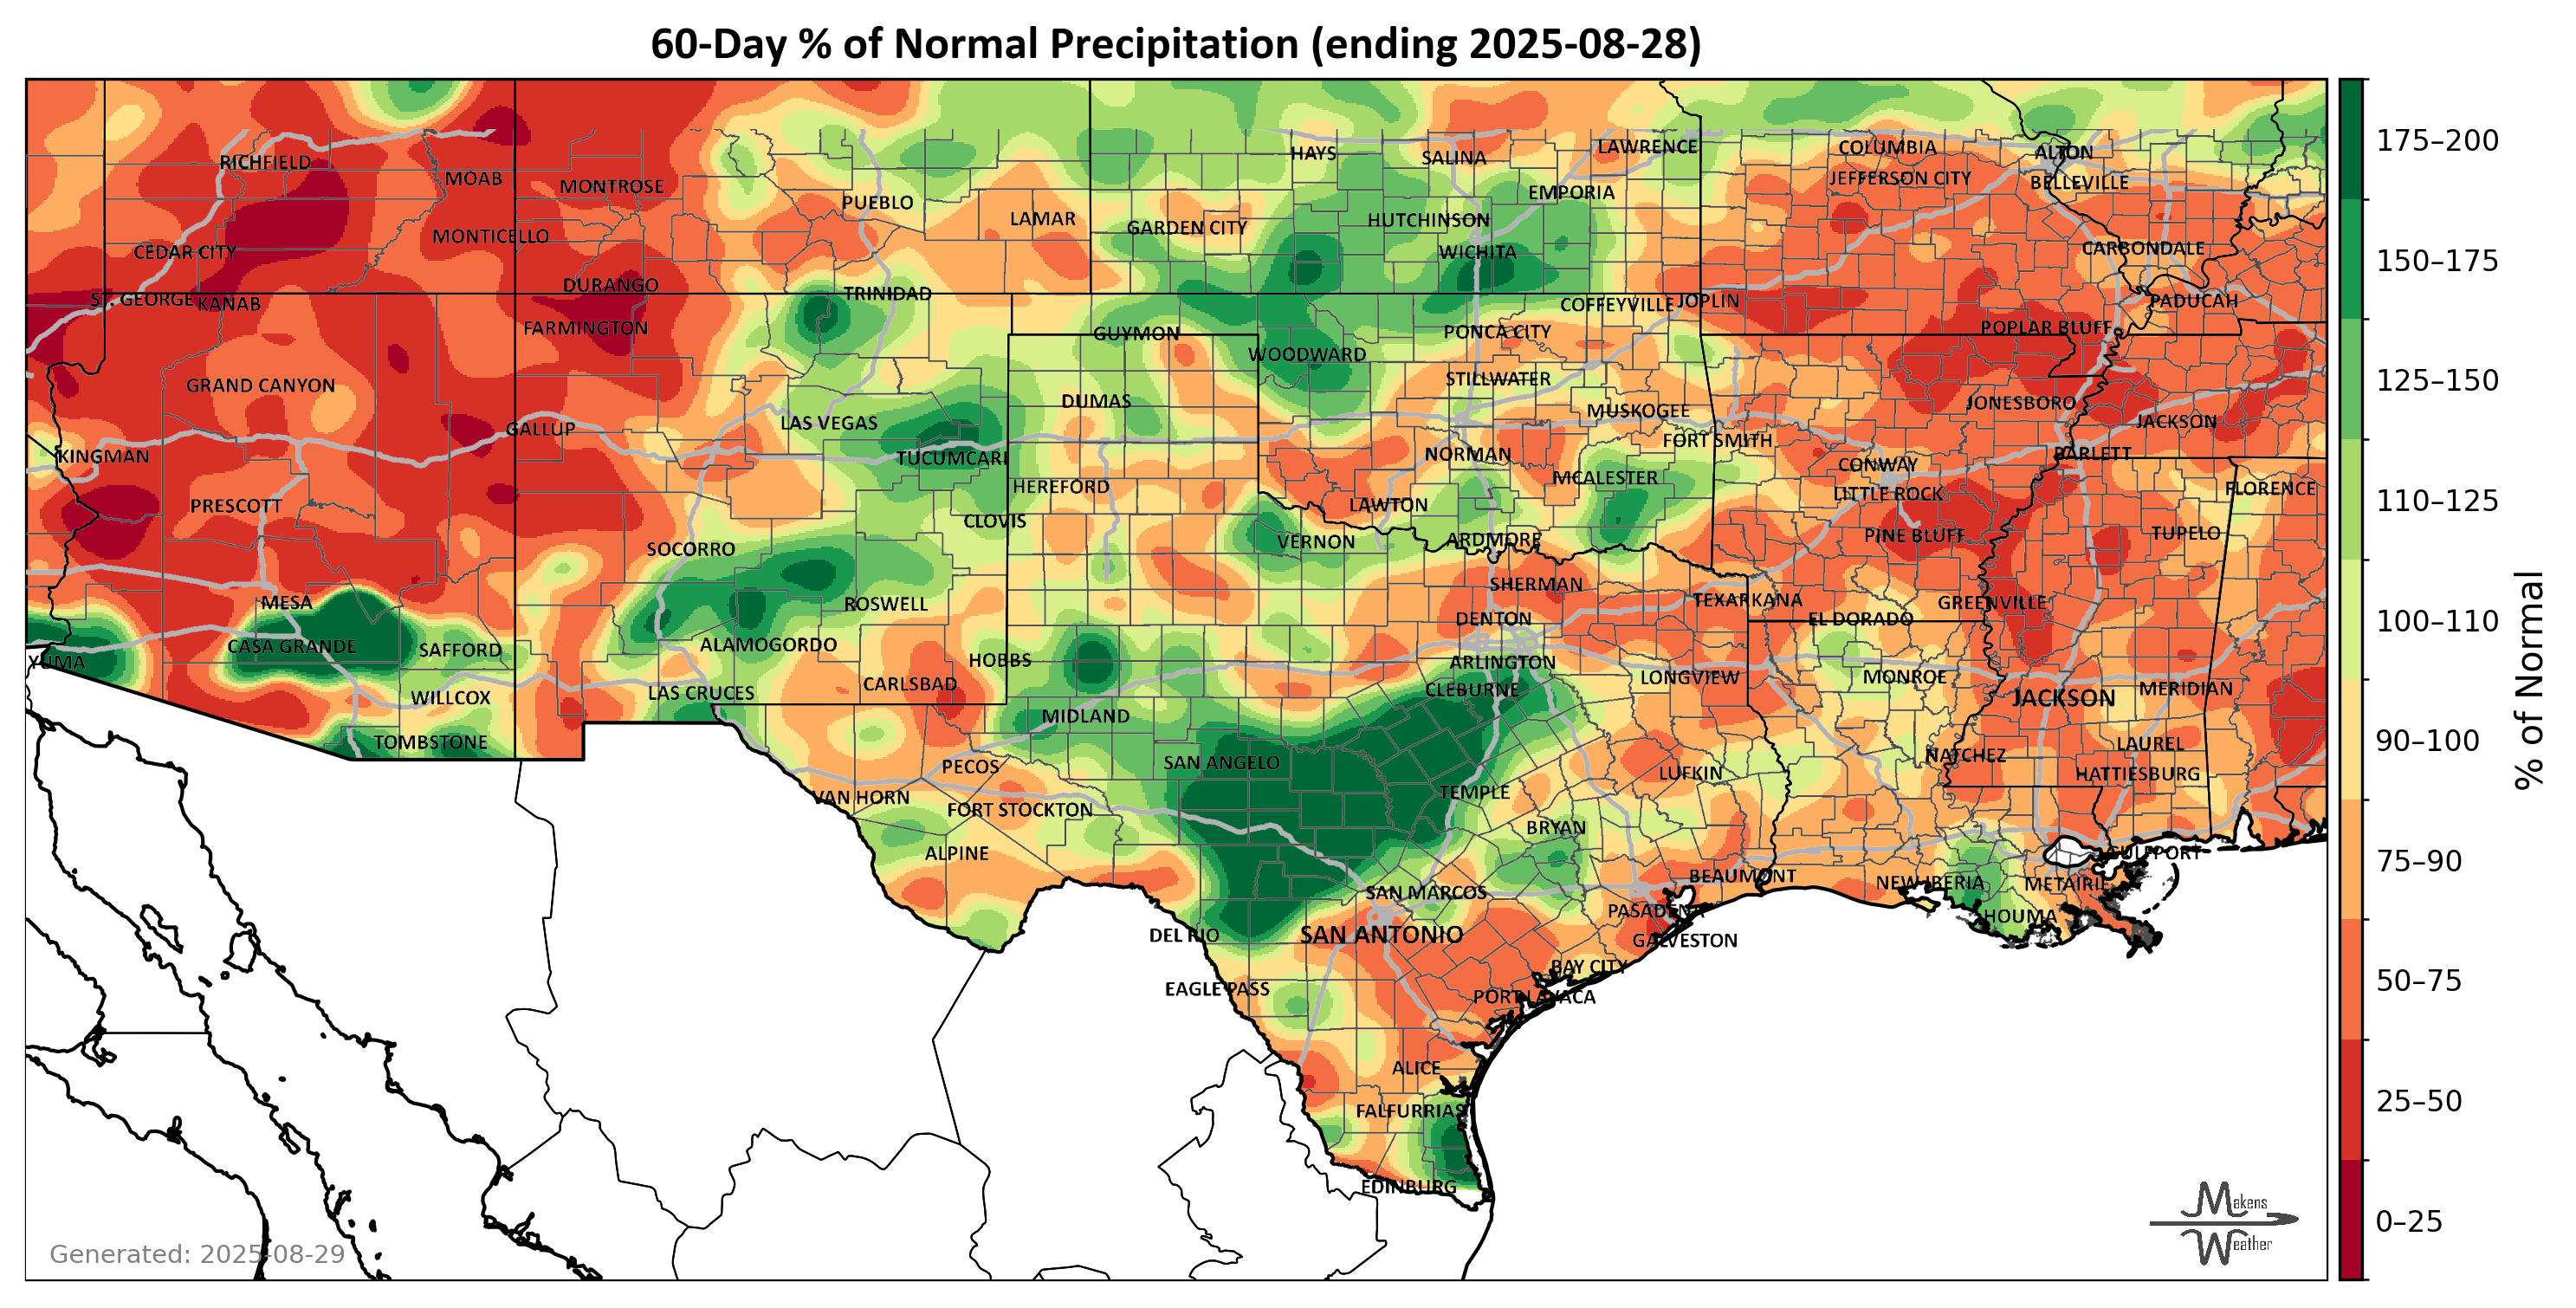 60-Day % of Normal Precipitation (ending 2025-08-28)
HAYS
SALINA
LAWRENCE
COLUMBIA
ALTON
RICHFIELD
MOAB
MONTROSE
JEFFERSON CITY
BELLEVILLE
PUEBLO
LAMAR
EMPORIA
GARDEN CITY
HUTCHINSON
MONTICELLO
CEDAR CITY
WICHITA
CARBONDALE
DURANGO
TRINIDAD
ST. GEORGE
KANAB
COFFEYVILLE
JOPLIN
PADUCAH
FARMINGTON
GUYMON
PONCA CITY
POPLAR BLUFF
WOODWARD
GRAND CANYON
STILLWATER
DUMAS
MUSKOGEE
JONESBORO
LAS VEGAS
JACKSON
GALLUP
FORT SMITH
KINGMAN
TUCUMCARI
NORMAN
BARLETT
CONWAY
MCALESTER
HEREFORD
LITTLE ROCK
FLORENCE
PRESCOTT
LAWTON
CLOVIS
PINE BLUFF
TUPELO
SOCORRO
VERNON
ARDMORE
SHERMAN
MESA
ROSWELL
TEXARKANA
GREENVILLE
DENTON
EL DORADO
CASA GRANDE
SAFFORD
ALAMOGORDO
YUMA
HOBBS
ARLINGTON
LONGVIEW
MONROE
WILLCOX
LAS CRUCES
CARLSBAD
CLEBURNE
JACKSON
MERIDIAN
MIDLAND
TOMBSTONE
LAUREL
NATCHEZ
PECOS
SAN ANGELO
LUFKIN
HATTIESBURG
VAN HORN
FORT STOCKTON
TEMPLE
BRYAN
ALPINE
GULFPORT
BEAUMONT
NEW IBERIA
METAIRIE
SAN MARCOS
PASADENA
HOUMA
DEL RIO
SAN ANTONIO
GALVESTON
BAY CITY
EAGLE PASS
PORT LAVACA
ALICE
FALFURRIAS
EDINBURG
175–200
150–175
125–150
110–125
100–110
90–100
75–90
50–75
25–50
0–25
% of Normal
Makens
Weather
Generated: 2025-08-29